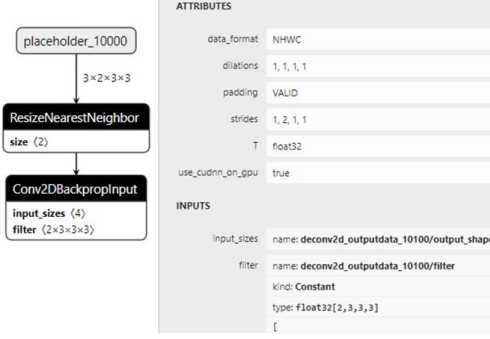 placeholder_10000
3×2×3×3
ResizeNearestNeighbor
size ⟨2⟩
Conv2DBackpropInput
input_sizes ⟨4⟩
filter ⟨2×3×3×3⟩
ATTRIBUTES
data_format NHWC
dilations 1, 1, 1, 1
padding VALID
strides 1, 2, 1, 1
T float32
use_cudnn_on_gpu true
INPUTS
input_sizes name: deconv2d_outputdata_10100/output_shape
filter name: deconv2d_outputdata_10100/filter
kind: Constant
type: float32[2,3,3,3]
[